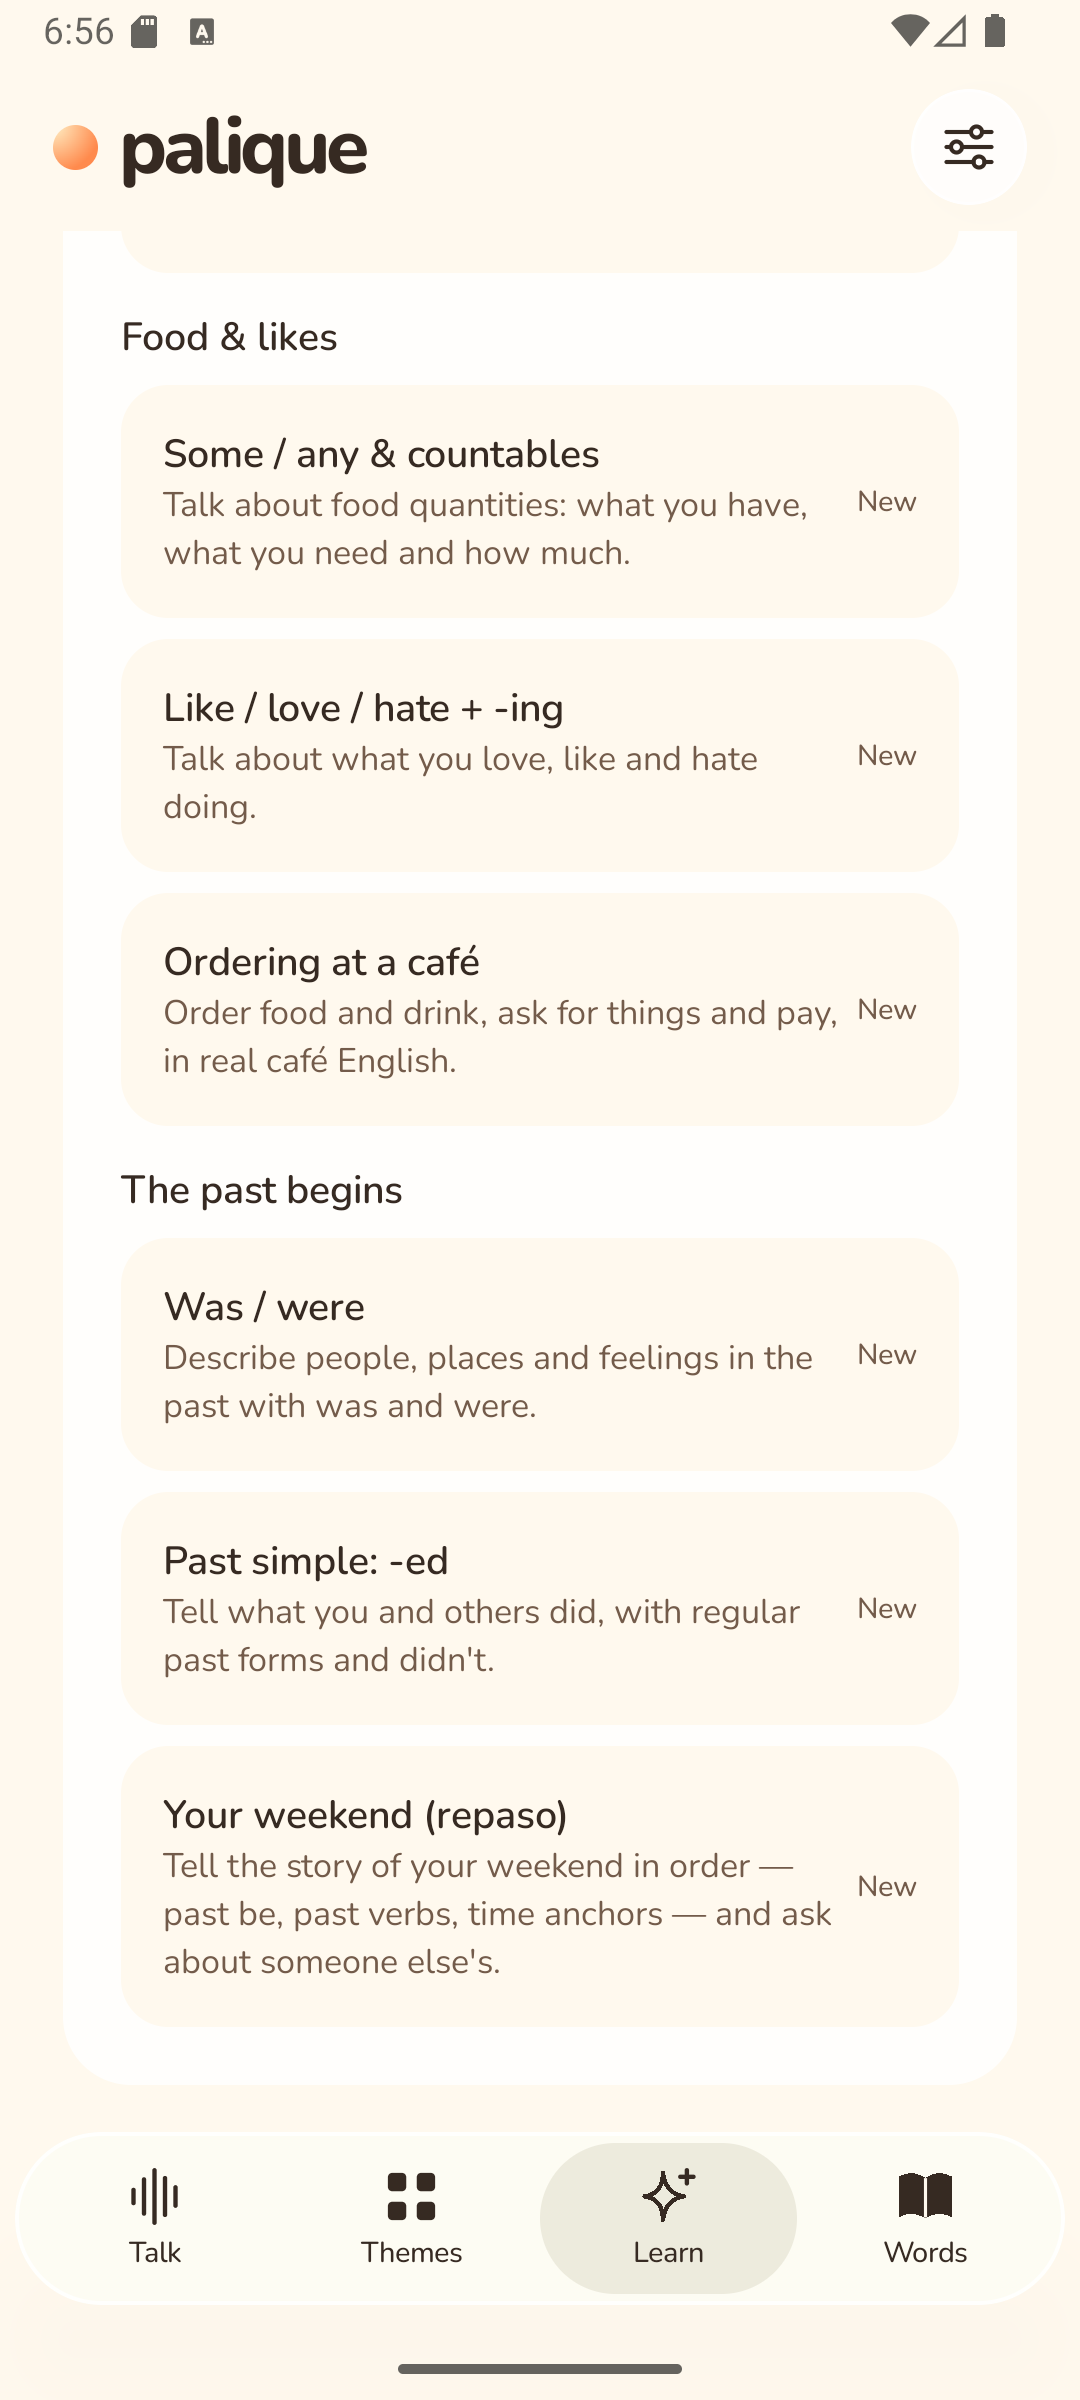 6:56
palique
Food & likes
Some / any & countables
Talk about food quantities: what you have,
what you need and how much.
New
Like / love / hate + -ing
Talk about what you love, like and hate
doing.
New
Ordering at a café
Order food and drink, ask for things and pay,
in real café English.
New
The past begins
Was / were
Describe people, places and feelings in the
past with was and were.
New
Past simple: -ed
Tell what you and others did, with regular
past forms and didn't.
New
Your weekend (repaso)
Tell the story of your weekend in order —
past be, past verbs, time anchors — and ask
about someone else's.
New
Talk
Themes
Learn
Words